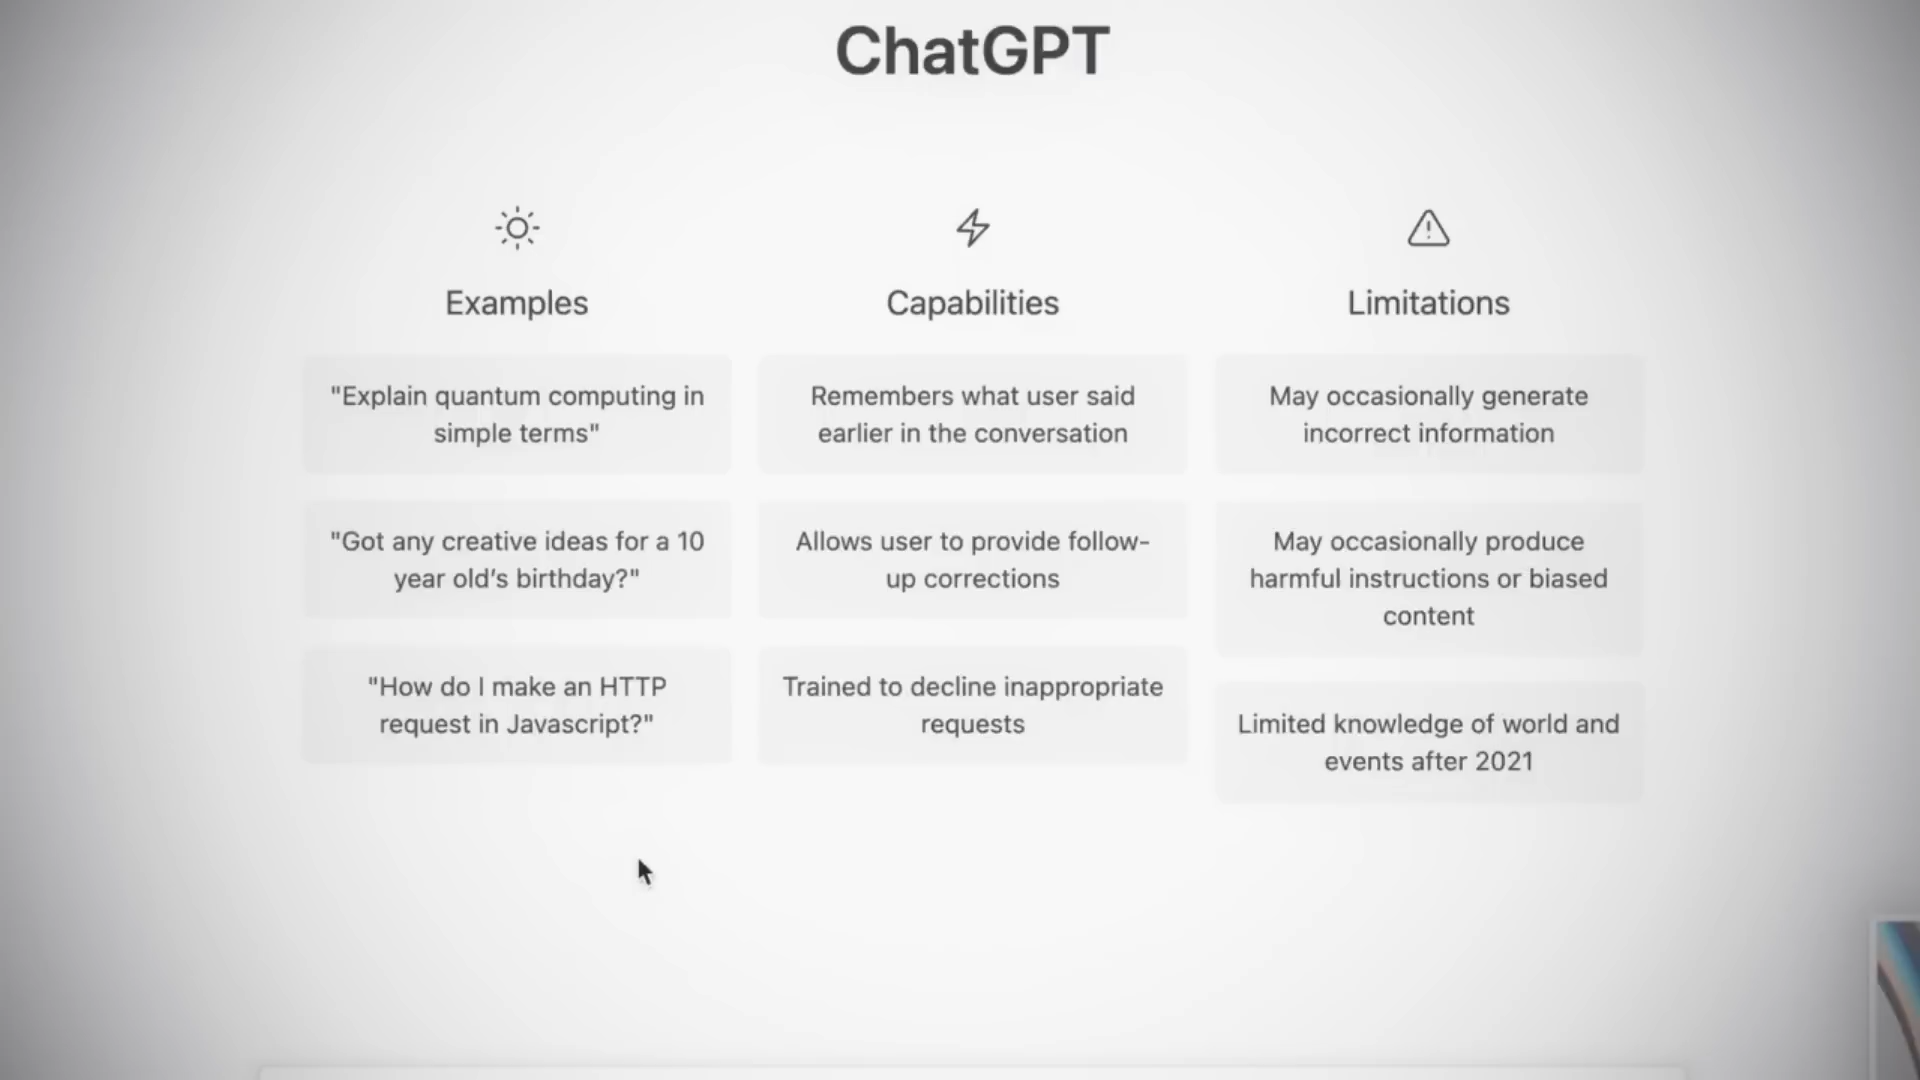 ChatGPT
Examples
"Explain quantum computing in
simple terms"
"Got any creative ideas for a 10
year old's birthday?"
"How do I make an HTTP
request in Javascript?"
Capabilities
Remembers what user said
earlier in the conversation
Allows user to provide follow-
up corrections
Trained to decline inappropriate
requests
Limitations
May occasionally generate
incorrect information
May occasionally produce
harmful instructions or biased
content
Limited knowledge of world and
events after 2021